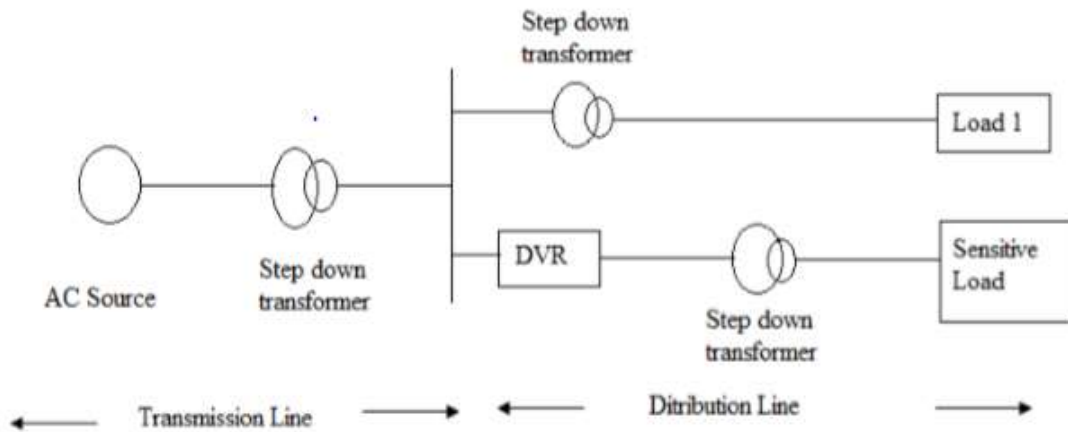 Step down
transformer
Load 1
AC Source
Step down
transformer
DVR
Step down
transformer
Sensitive
Load
Transmission Line
Ditribution Line